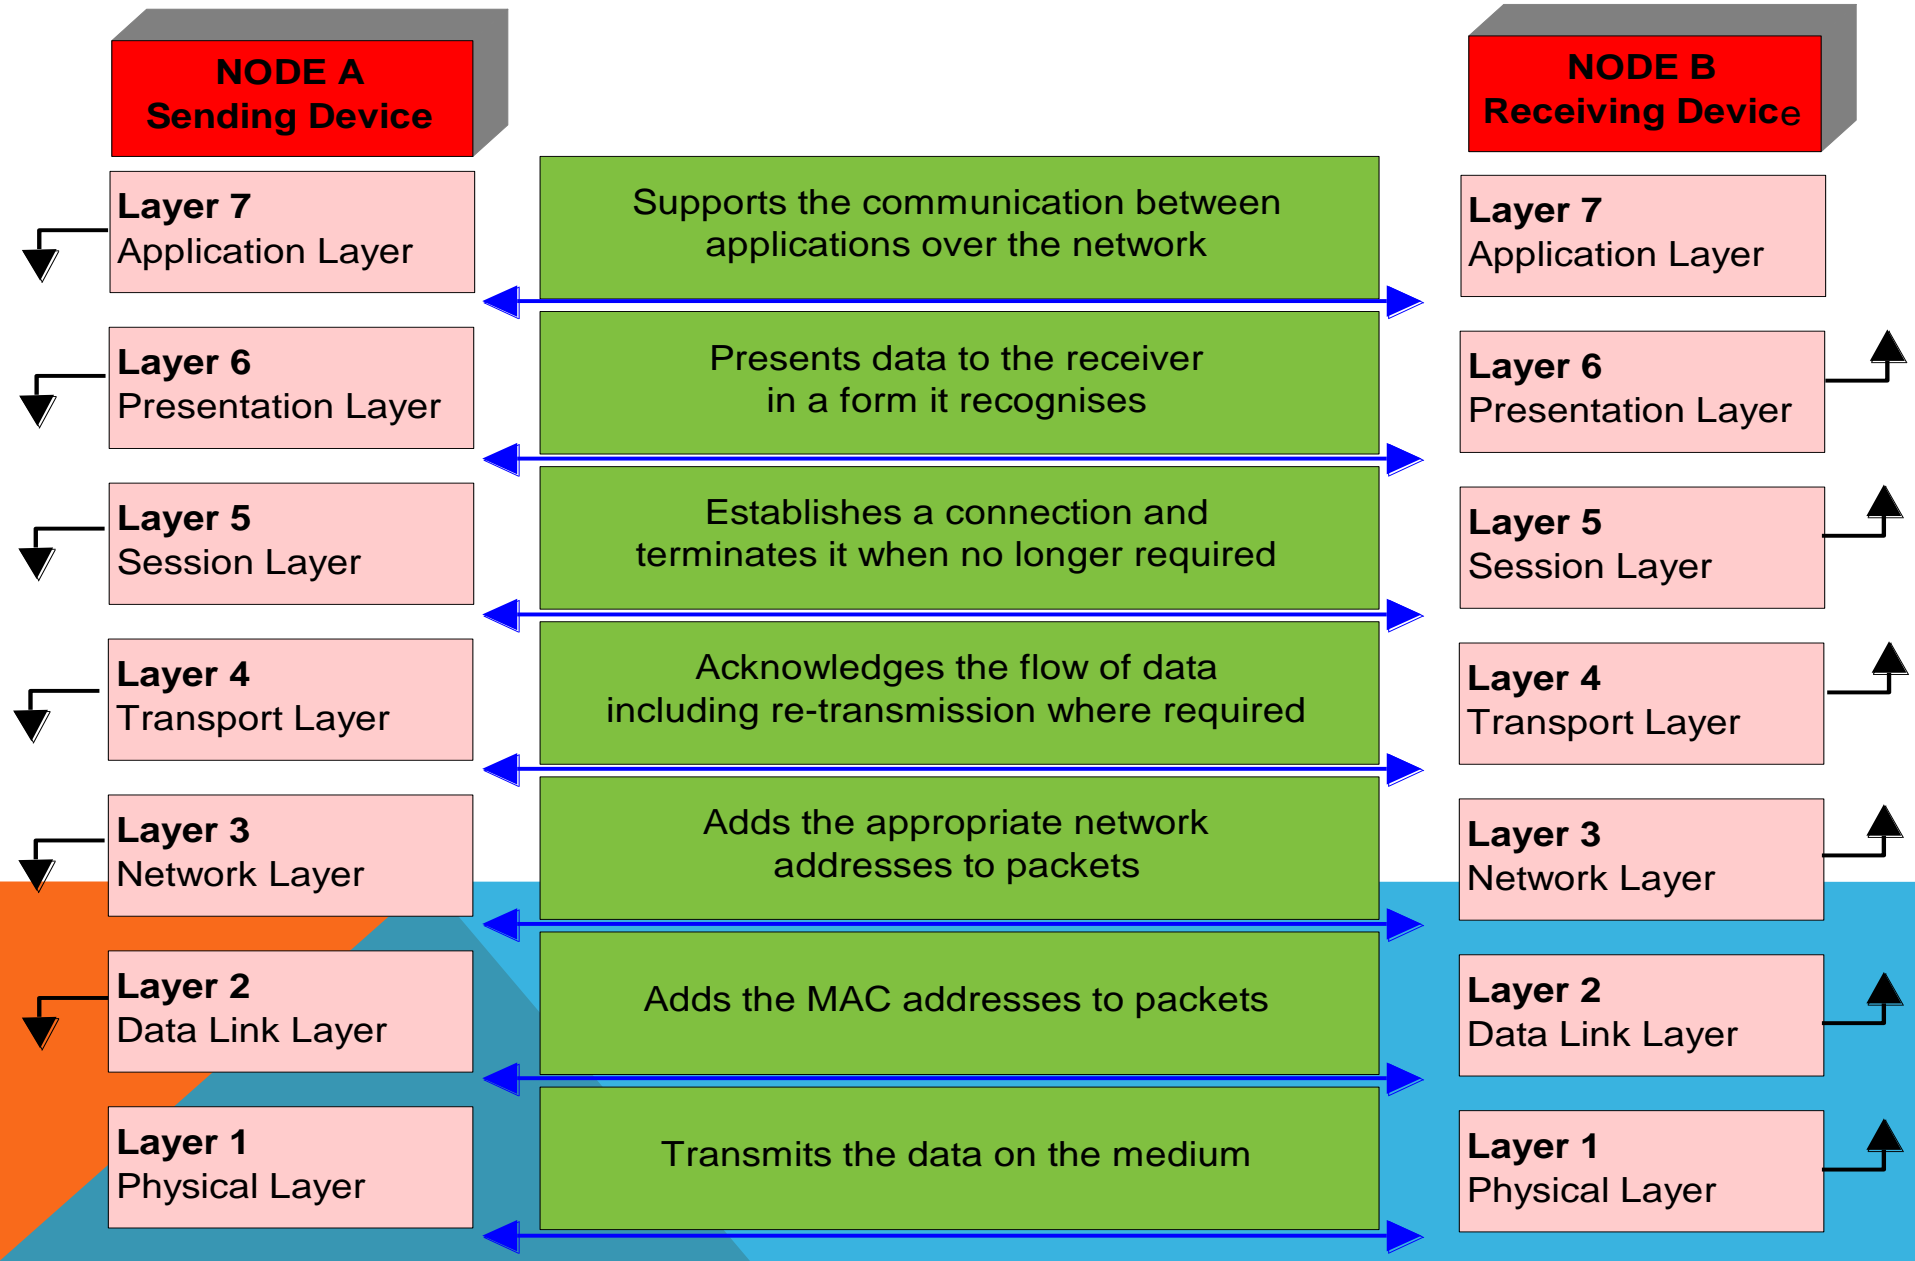 NODE A
Sending Device
NODE B
Receiving Device
Layer 7
Application Layer
Supports the communication between
applications over the network
Layer 7
Application Layer
Layer 6
Presentation Layer
Presents data to the receiver
in a form it recognises
Layer 6
Presentation Layer
Layer 5
Session Layer
Establishes a connection and
terminates it when no longer required
Layer 5
Session Layer
Layer 4
Transport Layer
Acknowledges the flow of data
including re-transmission where required
Layer 4
Transport Layer
Layer 3
Network Layer
Adds the appropriate network
addresses to packets
Layer 3
Network Layer
Layer 2
Data Link Layer
Adds the MAC addresses to packets
Layer 2
Data Link Layer
Layer 1
Physical Layer
Transmits the data on the medium
Layer 1
Physical Layer